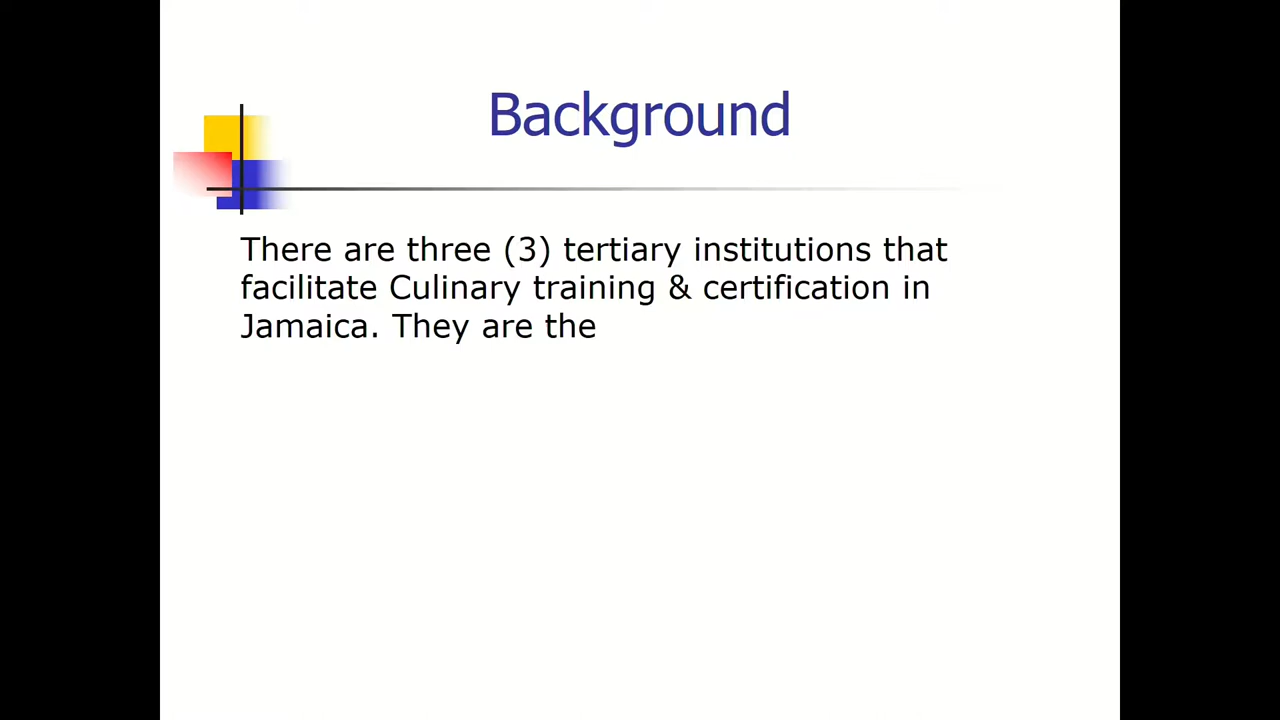 Background
There are three (3) tertiary institutions that
facilitate Culinary training & certification in
Jamaica. They are the